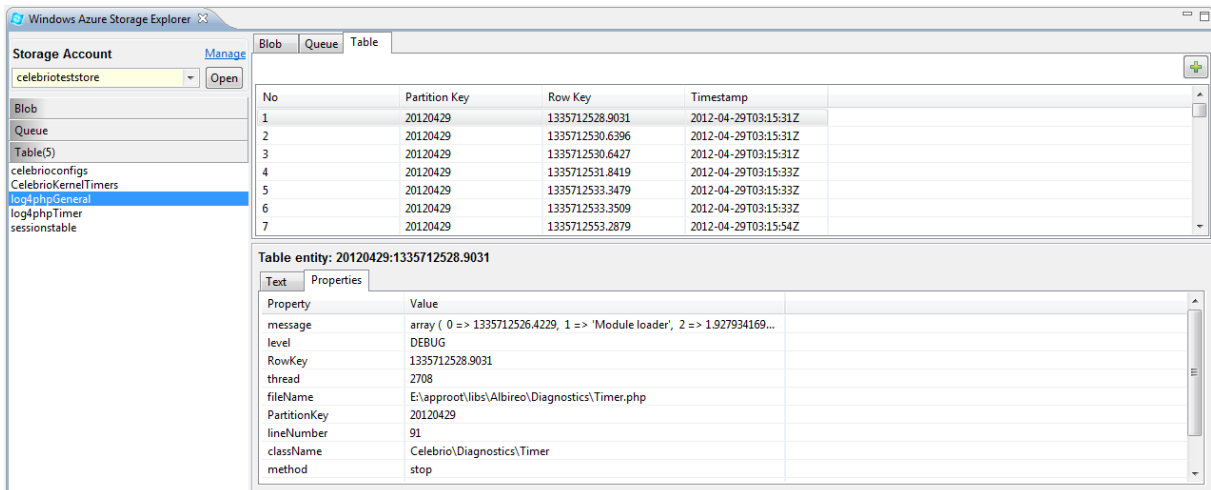 Windows Azure Storage Explorer
Storage Account Manage
celebrioteststore Open
Blob
Queue
Table(5)
celebrioconfigs
CelebrioKernelTimers
log4phpGeneral
log4phpTimer
sessionstable
Blob Queue Table
No Partition Key Row Key Timestamp
1 20120429 1335712528.9031 2012-04-29T03:15:31Z
2 20120429 1335712530.6396 2012-04-29T03:15:31Z
3 20120429 1335712530.6427 2012-04-29T03:15:31Z
4 20120429 1335712531.8419 2012-04-29T03:15:33Z
5 20120429 1335712533.3479 2012-04-29T03:15:33Z
6 20120429 1335712533.3509 2012-04-29T03:15:33Z
7 20120429 1335712553.2879 2012-04-29T03:15:54Z
Table entity: 20120429:1335712528.9031
Text Properties
Property Value
message array ( 0 => 1335712526.4229, 1 => 'Module loader', 2 => 1.927934169...
level DEBUG
RowKey 1335712528.9031
thread 2708
fileName E:\approot\libs\Albireo\Diagnostics\Timer.php
PartitionKey 20120429
lineNumber 91
className Celebrio\Diagnostics\Timer
method stop